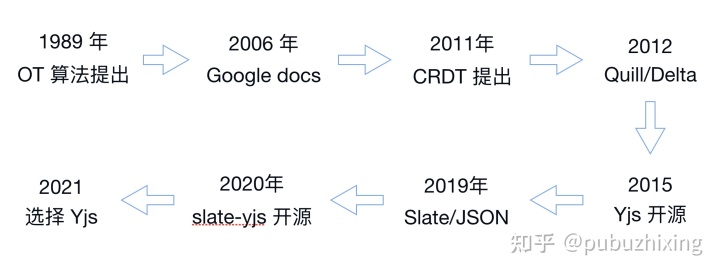 1989 年
OT 算法提出
2006 年
Google docs
2011年
CRDT 提出
2012
Quill/Delta
2015
Yjs 开源
2019年
Slate/JSON
2020年
slate-yjs 开源
2021
选择 Yjs
知乎 @pubuzhixing